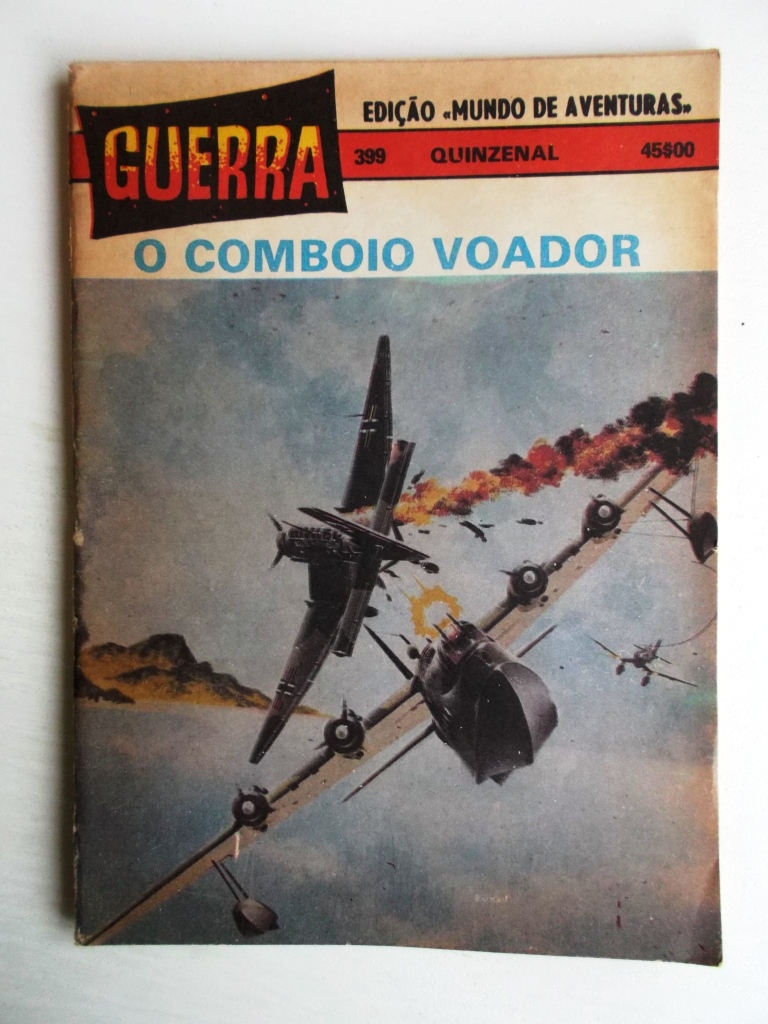 EDIÇÃO «MUNDO DE AVENTURAS»
GUERRA
399 QUINZENAL 45$00
O COMBOIO VOADOR